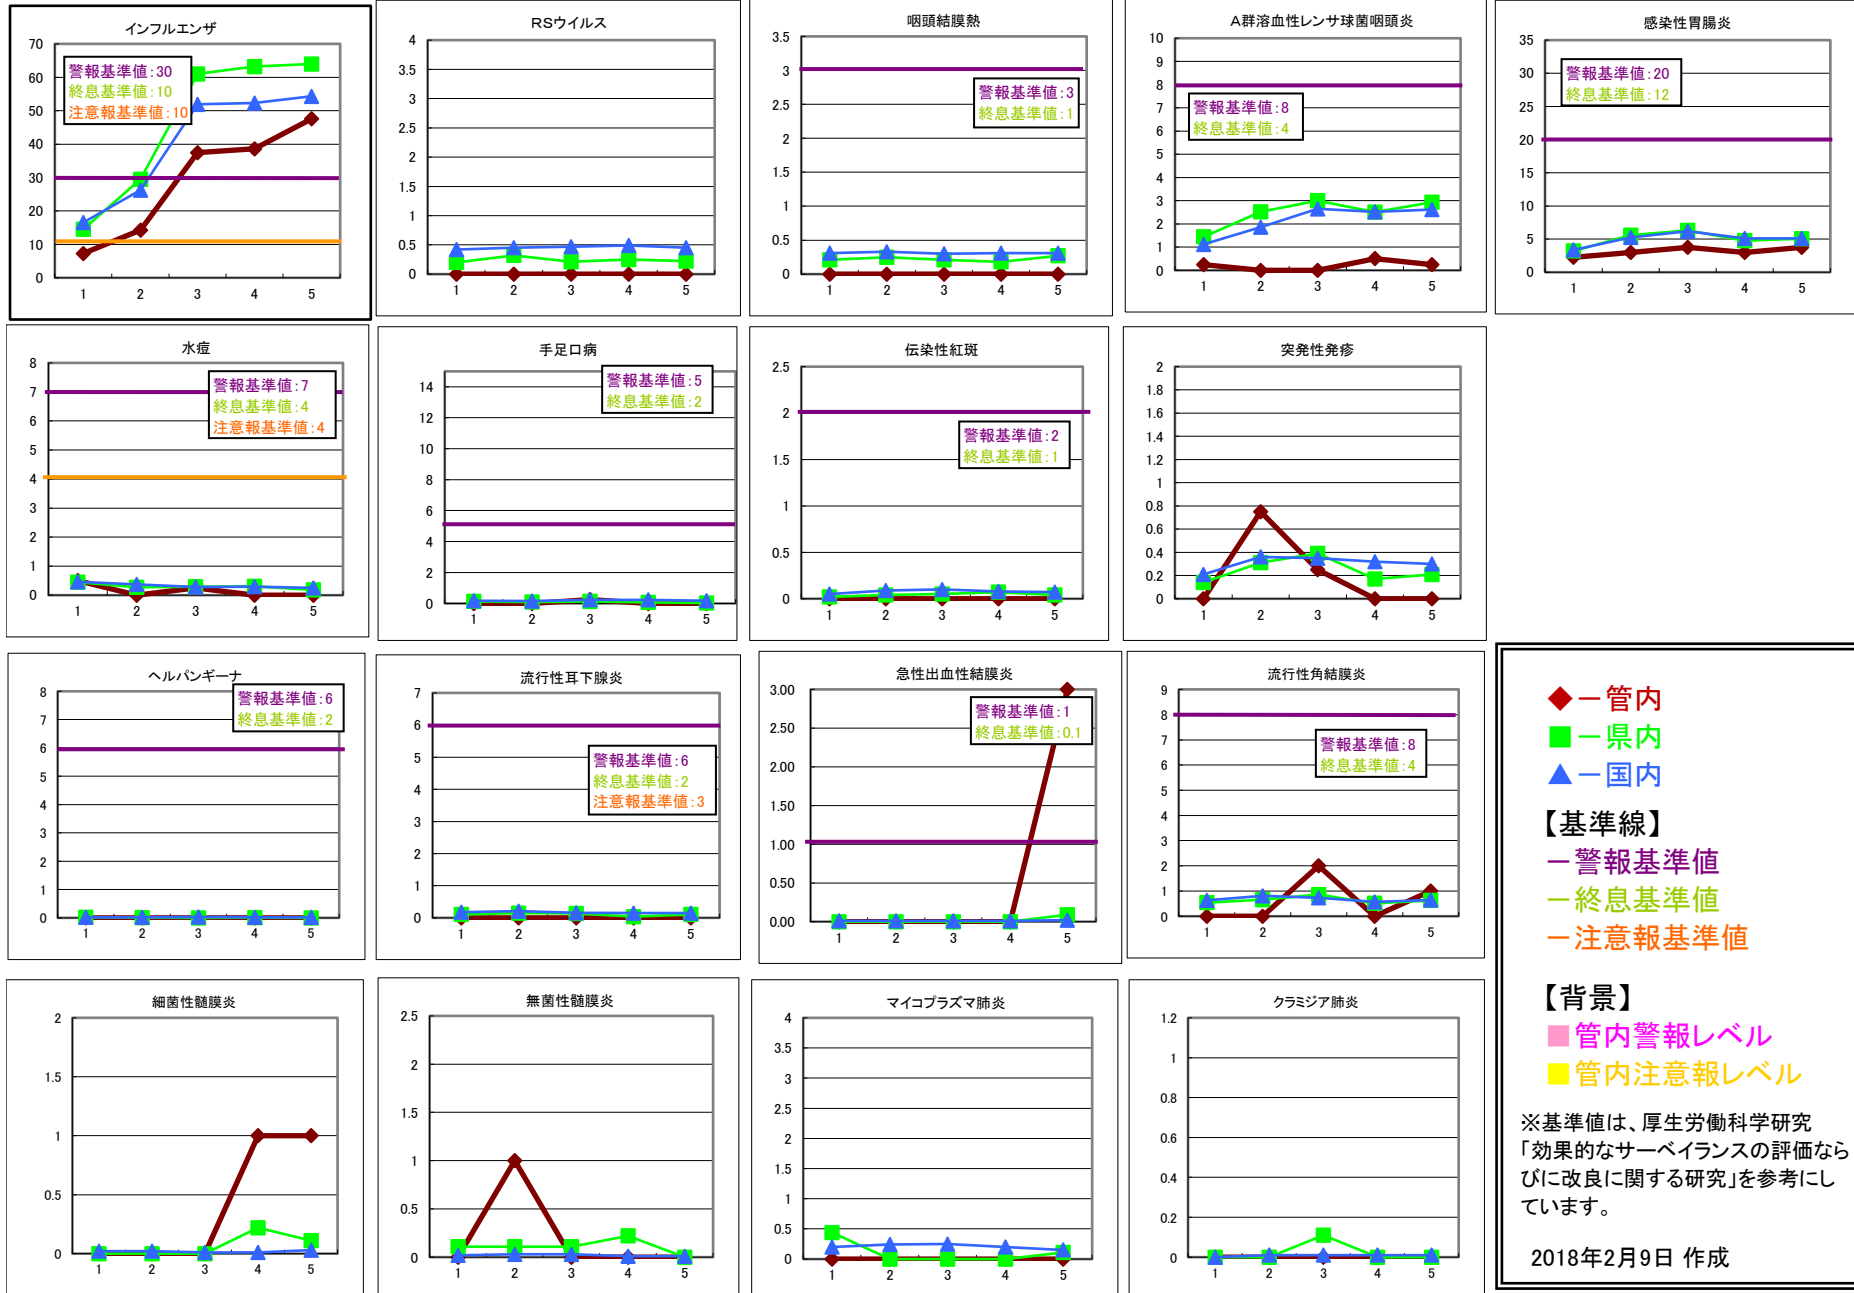 インフルエンザ
70
60
50
40
30
20
10
0
警報基準値:30
終息基準値:10
注意報基準値:10
1 2 3 4 5
RSウイルス
4
3.5
3
2.5
2
1.5
1
0.5
0
1 2 3 4 5
咽頭結膜熱
3.5
3
2.5
2
1.5
1
0.5
0
警報基準値:3
終息基準値:1
1 2 3 4 5
A群溶血性レンサ球菌咽頭炎
10
9
8
7
6
5
4
3
2
1
0
警報基準値:8
終息基準値:4
1 2 3 4 5
感染性胃腸炎
35
30
25
20
15
10
5
0
警報基準値:20
終息基準値:12
1 2 3 4 5
水痘
8
7
6
5
4
3
2
1
0
警報基準値:7
終息基準値:4
注意報基準値:4
1 2 3 4 5
手足口病
14
12
10
8
6
4
2
0
警報基準値:5
終息基準値:2
1 2 3 4 5
伝染性紅斑
2.5
2
1.5
1
0.5
0
警報基準値:2
終息基準値:1
1 2 3 4 5
突発性発疹
2
1.8
1.6
1.4
1.2
1
0.8
0.6
0.4
0.2
0
1 2 3 4 5
ヘルパンギーナ
8
7
6
5
4
3
2
1
0
警報基準値:6
終息基準値:2
1 2 3 4 5
流行性耳下腺炎
7
6
5
4
3
2
1
0
警報基準値:6
終息基準値:2
注意報基準値:3
1 2 3 4 5
急性出血性結膜炎
3.00
2.50
2.00
1.50
1.00
0.50
0.00
警報基準値:1
終息基準値:0.1
1 2 3 4 5
流行性角結膜炎
9
8
7
6
5
4
3
2
1
0
警報基準値:8
終息基準値:4
1 2 3 4 5
細菌性髄膜炎
2
1.5
1
0.5
0
1 2 3 4 5
無菌性髄膜炎
2.5
2
1.5
1
0.5
0
1 2 3 4 5
マイコプラズマ肺炎
4
3.5
3
2.5
2
1.5
1
0.5
0
1 2 3 4 5
クラミジア肺炎
1.2
1
0.8
0.6
0.4
0.2
0
1 2 3 4 5
◆ー管内
■ー県内
▲ー国内
【基準線】
ー警報基準値
ー終息基準値
ー注意報基準値
【背景】
■管内警報レベル
■管内注意報レベル
※基準値は、厚生労働科学研究
「効果的なサーベイランスの評価なら
びに改良に関する研究」を参考にし
ています。
2018年2月9日 作成